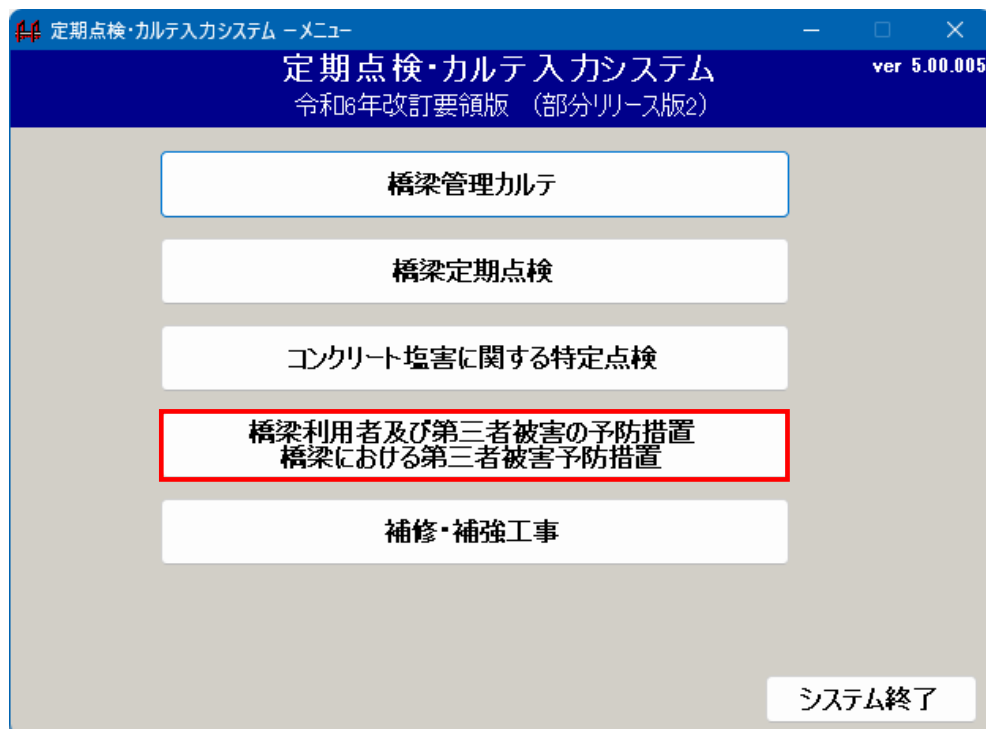 定期点検・カルテ入力システム －メニュー－
定期点検・カルテ入力システム
ver 5.00.005
令和6年改訂要領版 （部分リリース版2）
橋梁管理カルテ
橋梁定期点検
コンクリート塩害に関する特定点検
橋梁利用者及び第三者被害の予防措置
橋梁における第三者被害予防措置
補修・補強工事
システム終了